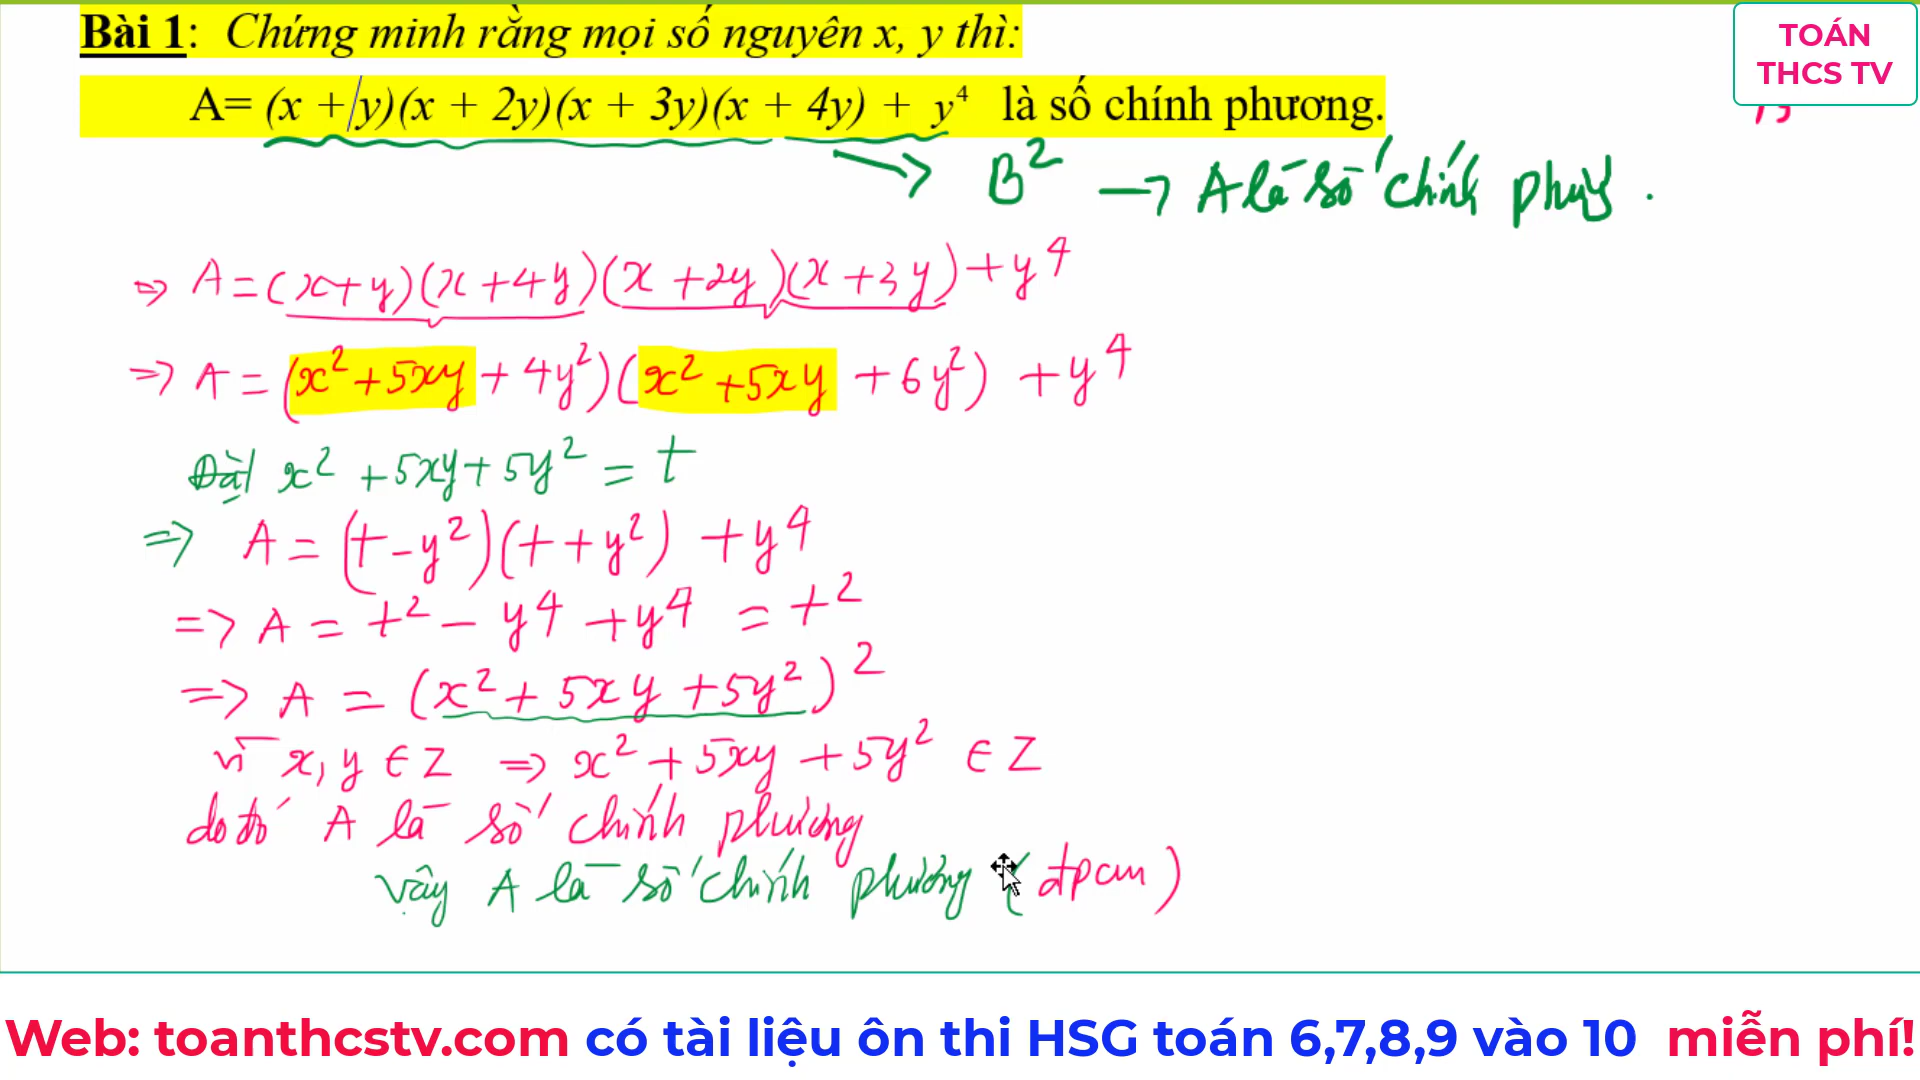 Bài 1: Chứng minh rằng mọi số nguyên x, y thì:
TOÁN
THCS TV
A= (x + y)(x + 2y)(x + 3y)(x + 4y) + y⁴ là số chính phương.
→ B² → A là số chính
⇒ A = (x+y)(x+4y)(x+2y)(x+3y)+y⁴
⇒ A = (x²+5xy+4y²)(x²+5xy+6y²)+y⁴
Đặt x²+5xy+5y² = t
⇒ A = (t-y²)(t+y²)+y⁴
=> A = t² - y⁴ + y⁴ = t²
=> A = (x²+5xy+5y²)²
vì x, y ∈ Z ⇒ x²+5xy+5y² ∈ Z
do đó A là số chính phương
vậy A là số chính phương (đpcm)
Web: toanthcstv.com có tài liệu ôn thi HSG toán 6,7,8,9 vào 10 miễn phí!